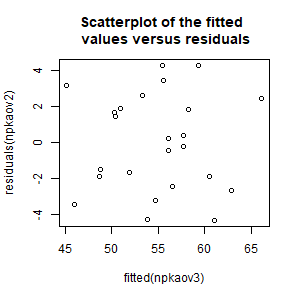 Scatterplot of the fitted
values versus residuals
residuals(npkaov2)
4
2
0
-2
-4
45
50
55
60
65
fitted(npkaov3)